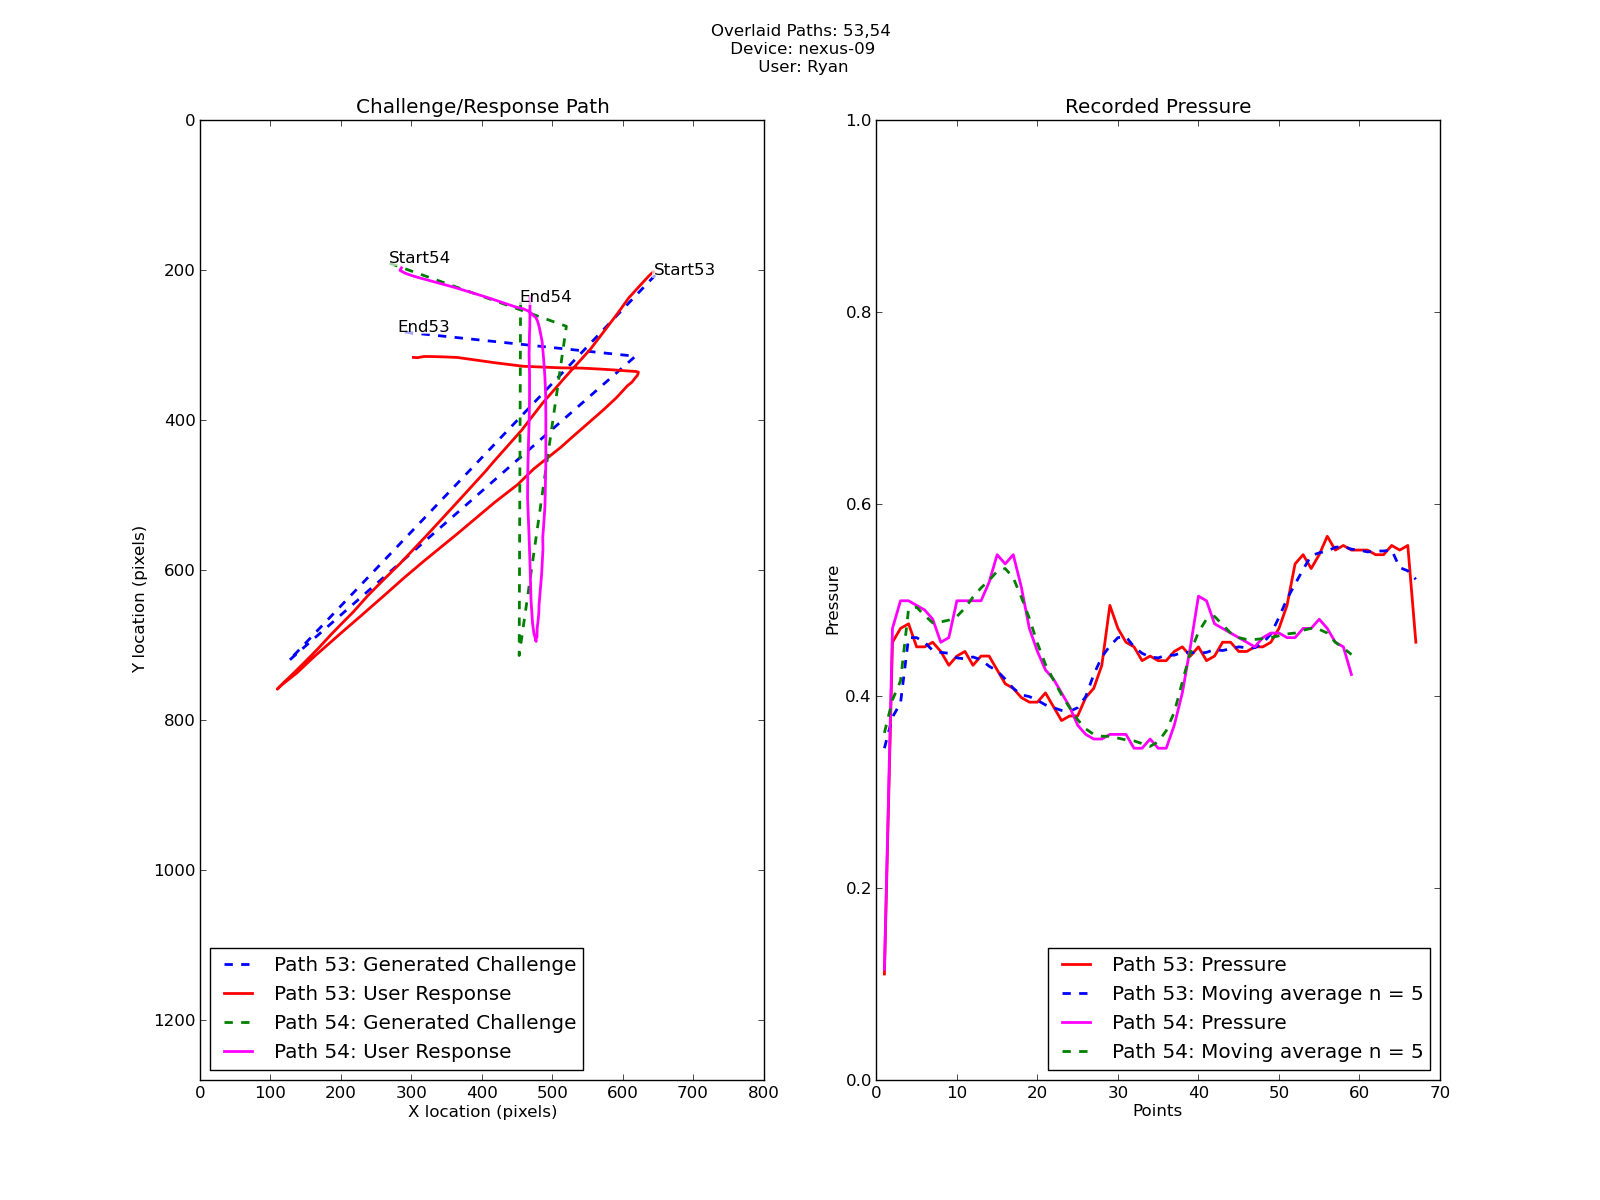 Overlaid Paths: 53,54
Device: nexus-09
User: Ryan
Challenge/Response Path
0
200
400
600
800
1000
1200
Y location (pixels)
Start54
Start53
End54
End53
Path 53: Generated Challenge
Path 53: User Response
Path 54: Generated Challenge
Path 54: User Response
0 100 200 300 400 500 600 700 800
X location (pixels)
Recorded Pressure
1.0
0.8
0.6
0.4
0.2
0.0
Pressure
Path 53: Pressure
Path 53: Moving average n = 5
Path 54: Pressure
Path 54: Moving average n = 5
0 10 20 30 40 50 60 70
Points